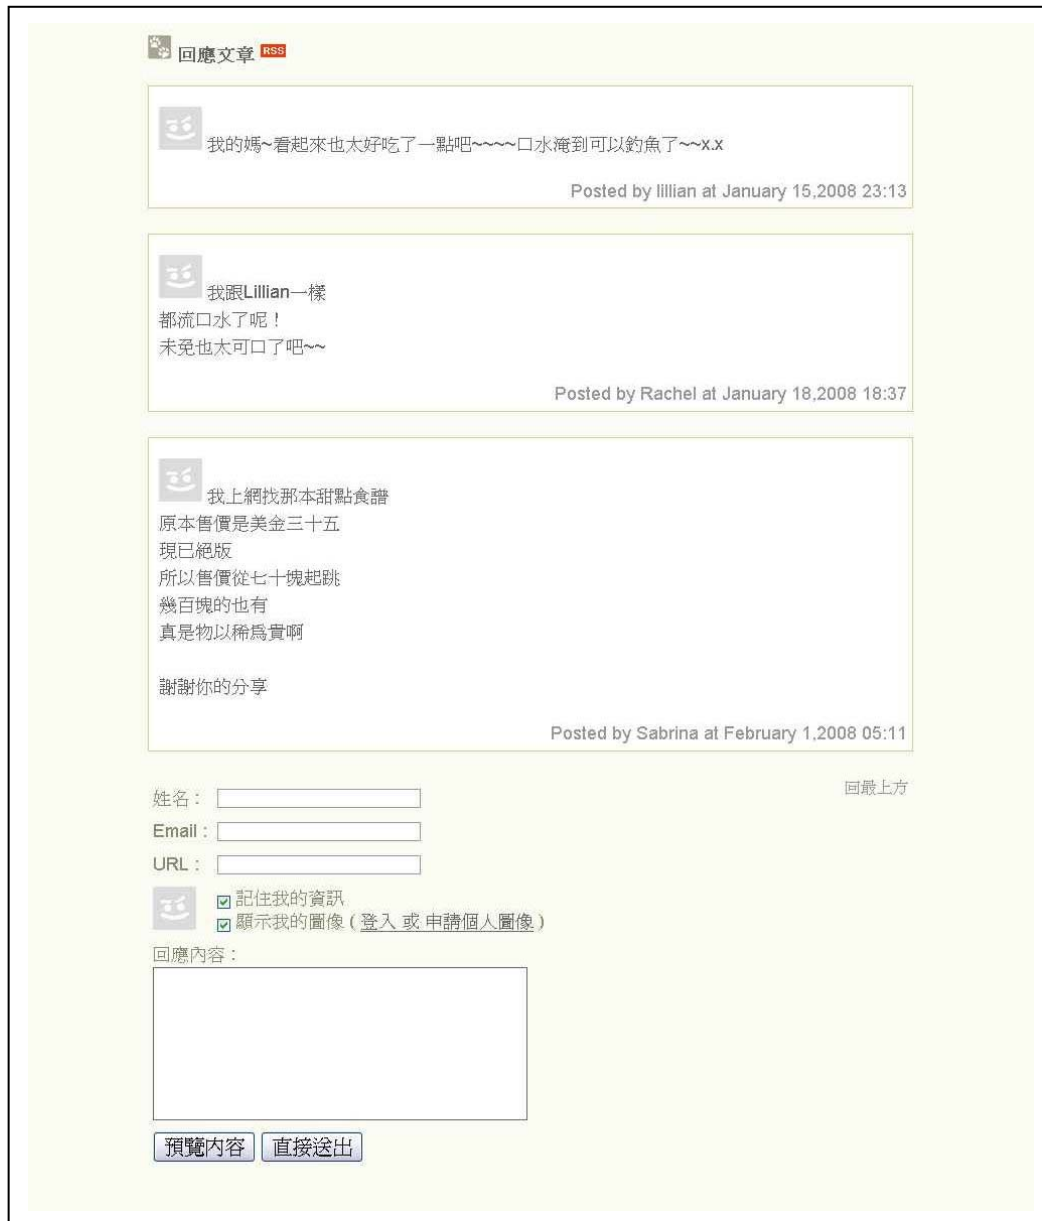 回應文章 RSS
我的媽~看起來也太好吃了一點吧~~~~口水淹到可以釣魚了~~x.x
Posted by lillian at January 15,2008 23:13
我跟Lillian一樣
都流口水了呢！
未免也太可口了吧~~
Posted by Rachel at January 18,2008 18:37
我上網找那本甜點食譜
原本售價是美金三十五
現已絕版
所以售價從七十塊起跳
幾百塊的也有
真是物以稀為貴啊
謝謝你的分享
Posted by Sabrina at February 1,2008 05:11
回最上方
姓名：
Email :
URL :
記住我的資訊
顯示我的圖像 ( 登入 或 申請個人圖像 )
回應內容：
預覽內容 直接送出